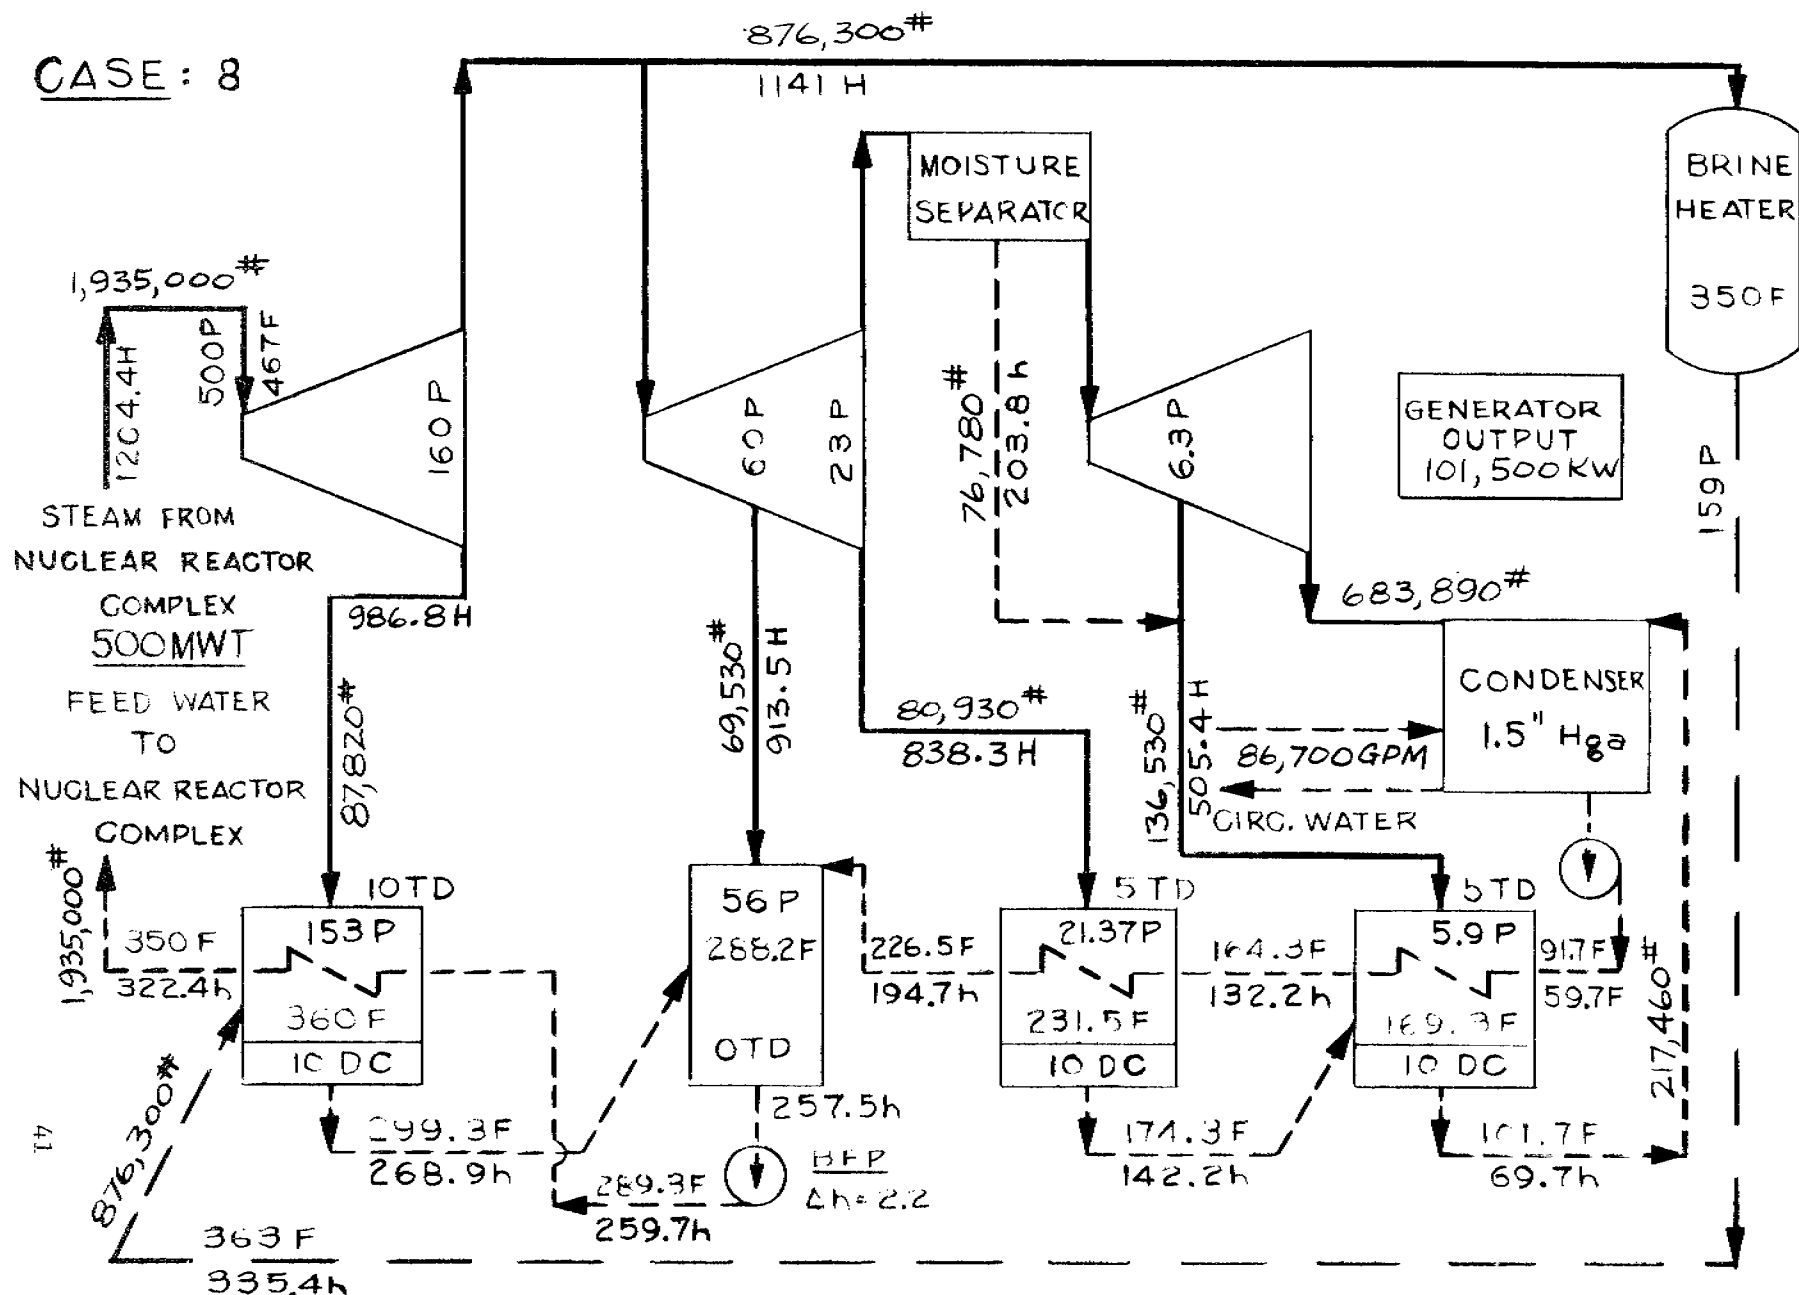 CASE: 8
876,300#
1141 H
MOISTURE
SEPARATOR
BRINE
HEATER
350F
1,935,000#
1204.4H
500P
467F
160P
60P
23P
76,780#
203.8h
6.3P
GENERATOR
OUTPUT
101,500KW
159P
STEAM FROM
NUCLEAR REACTOR
COMPLEX
500MWT
FEED WATER
TO
NUCLEAR REACTOR
COMPLEX
986.8H
87,820#
69,530#
913.5H
80,930#
838.3H
136,530#
505.4H
683,890#
CONDENSER
1.5" Hga
86,700GPM
CIRC. WATER
1,935,000#
350F
322.4h
10TD
153P
360F
10 DC
56P
288.2F
0TD
226.5F
194.7h
5TD
21.37P
231.5F
10 DC
164.3F
132.2h
5TD
5.9P
169.3F
10 DC
91.7F
59.7F
217,460#
876,300#
299.3F
268.9h
257.5h
BFP
Δh=2.2
289.3F
259.7h
174.3F
142.2h
101.7F
69.7h
363F
335.4h
41